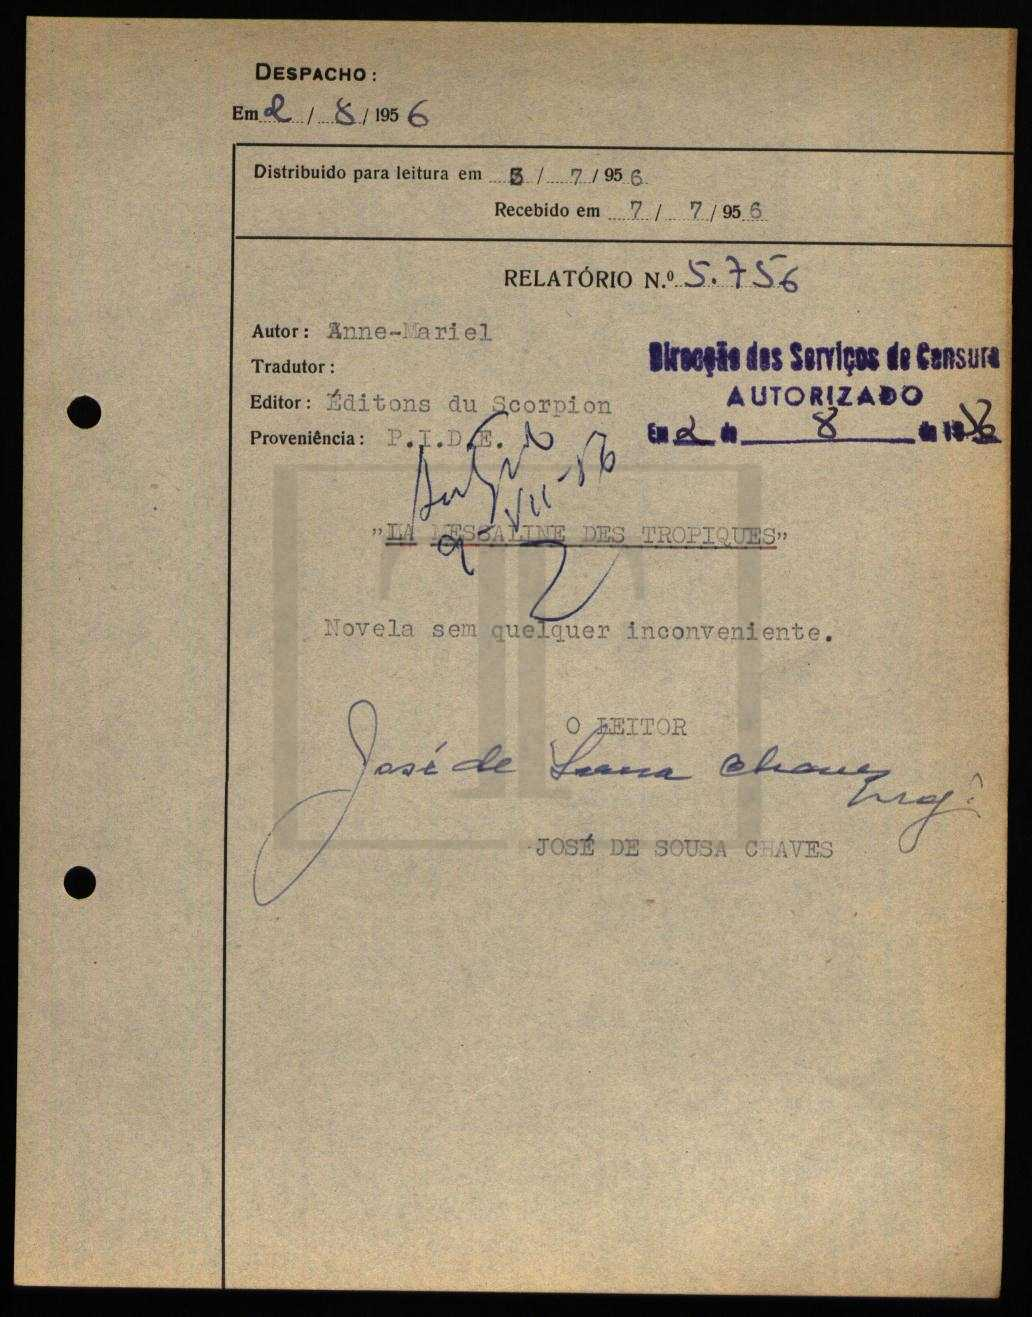 DESPACHO:
Em 2 / 8 / 1956
Distribuido para leitura em 5 / 7 / 956
Recebido em 7 / 7 / 956
RELATÓRIO N.º 5.756
Autor: Anne-Mariel
Tradutor:
Editor: Éditons du Scorpion
Proveniência: P.I.D.E.
Direcção dos Serviços de Censura
AUTORIZADO
Em 2 de 8 de 1956
9-VII-56
"LA MESSALINE DES TROPIQUES"
Novela sem quelquer inconveniente.
O LEITOR
José de Sousa Chaves
Eng.º
JOSÉ DE SOUSA CHAVES